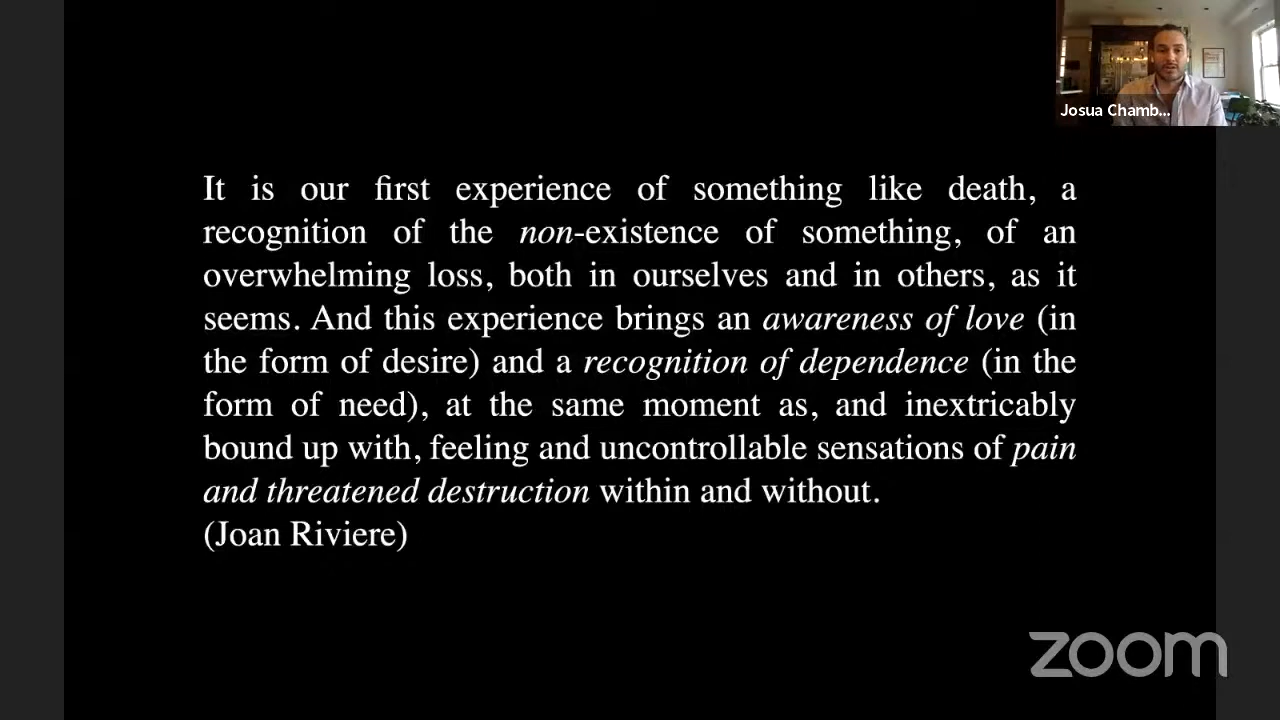 Josua Chamb...
It is our first experience of something like death, a
recognition of the non-existence of something, of an
overwhelming loss, both in ourselves and in others, as it
seems. And this experience brings an awareness of love (in
the form of desire) and a recognition of dependence (in the
form of need), at the same moment as, and inextricably
bound up with, feeling and uncontrollable sensations of pain
and threatened destruction within and without.
(Joan Riviere)
zoom